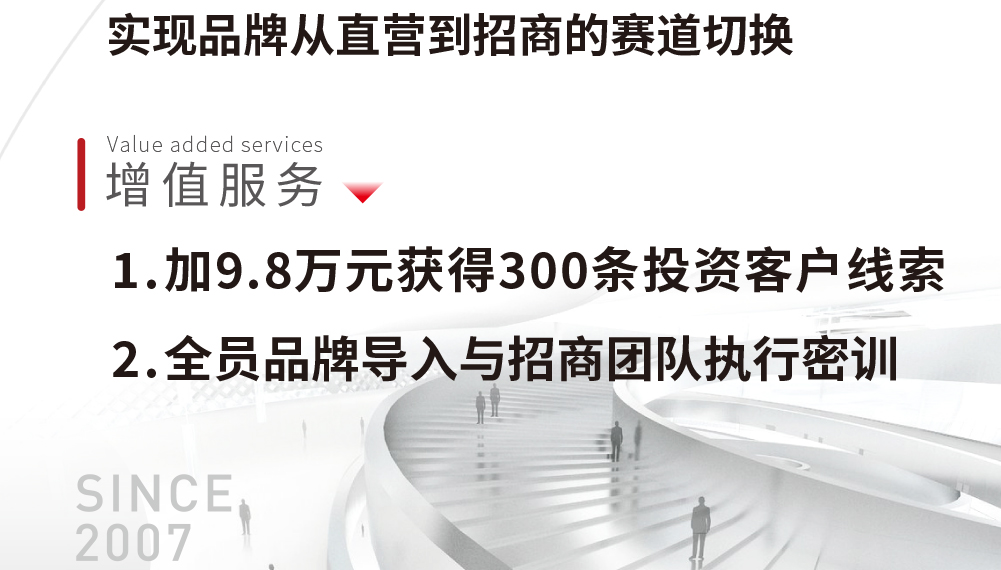 实现品牌从直营到招商的赛道切换
Value added services
增值服务
1.加9.8万元获得300条投资客户线索
2.全员品牌导入与招商团队执行密训
SINCE
2007